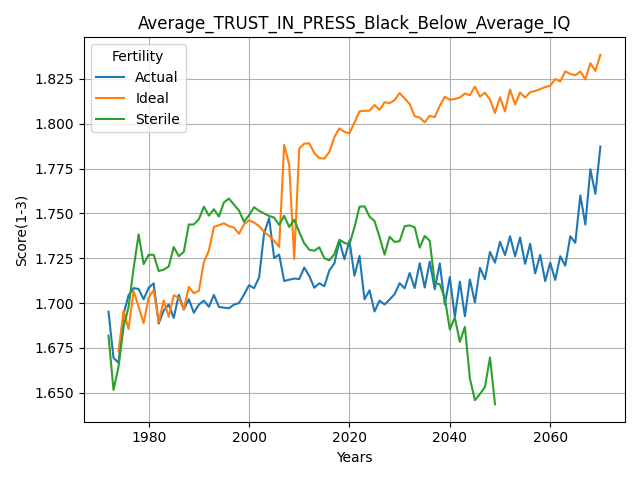 Average_TRUST_IN_PRESS_Black_Below_Average_IQ
Fertility
Actual
Ideal
Sterile
Score(1-3)
1.825
1.800
1.775
1.750
1.725
1.700
1.675
1.650
1980
2000
2020
2040
2060
Years